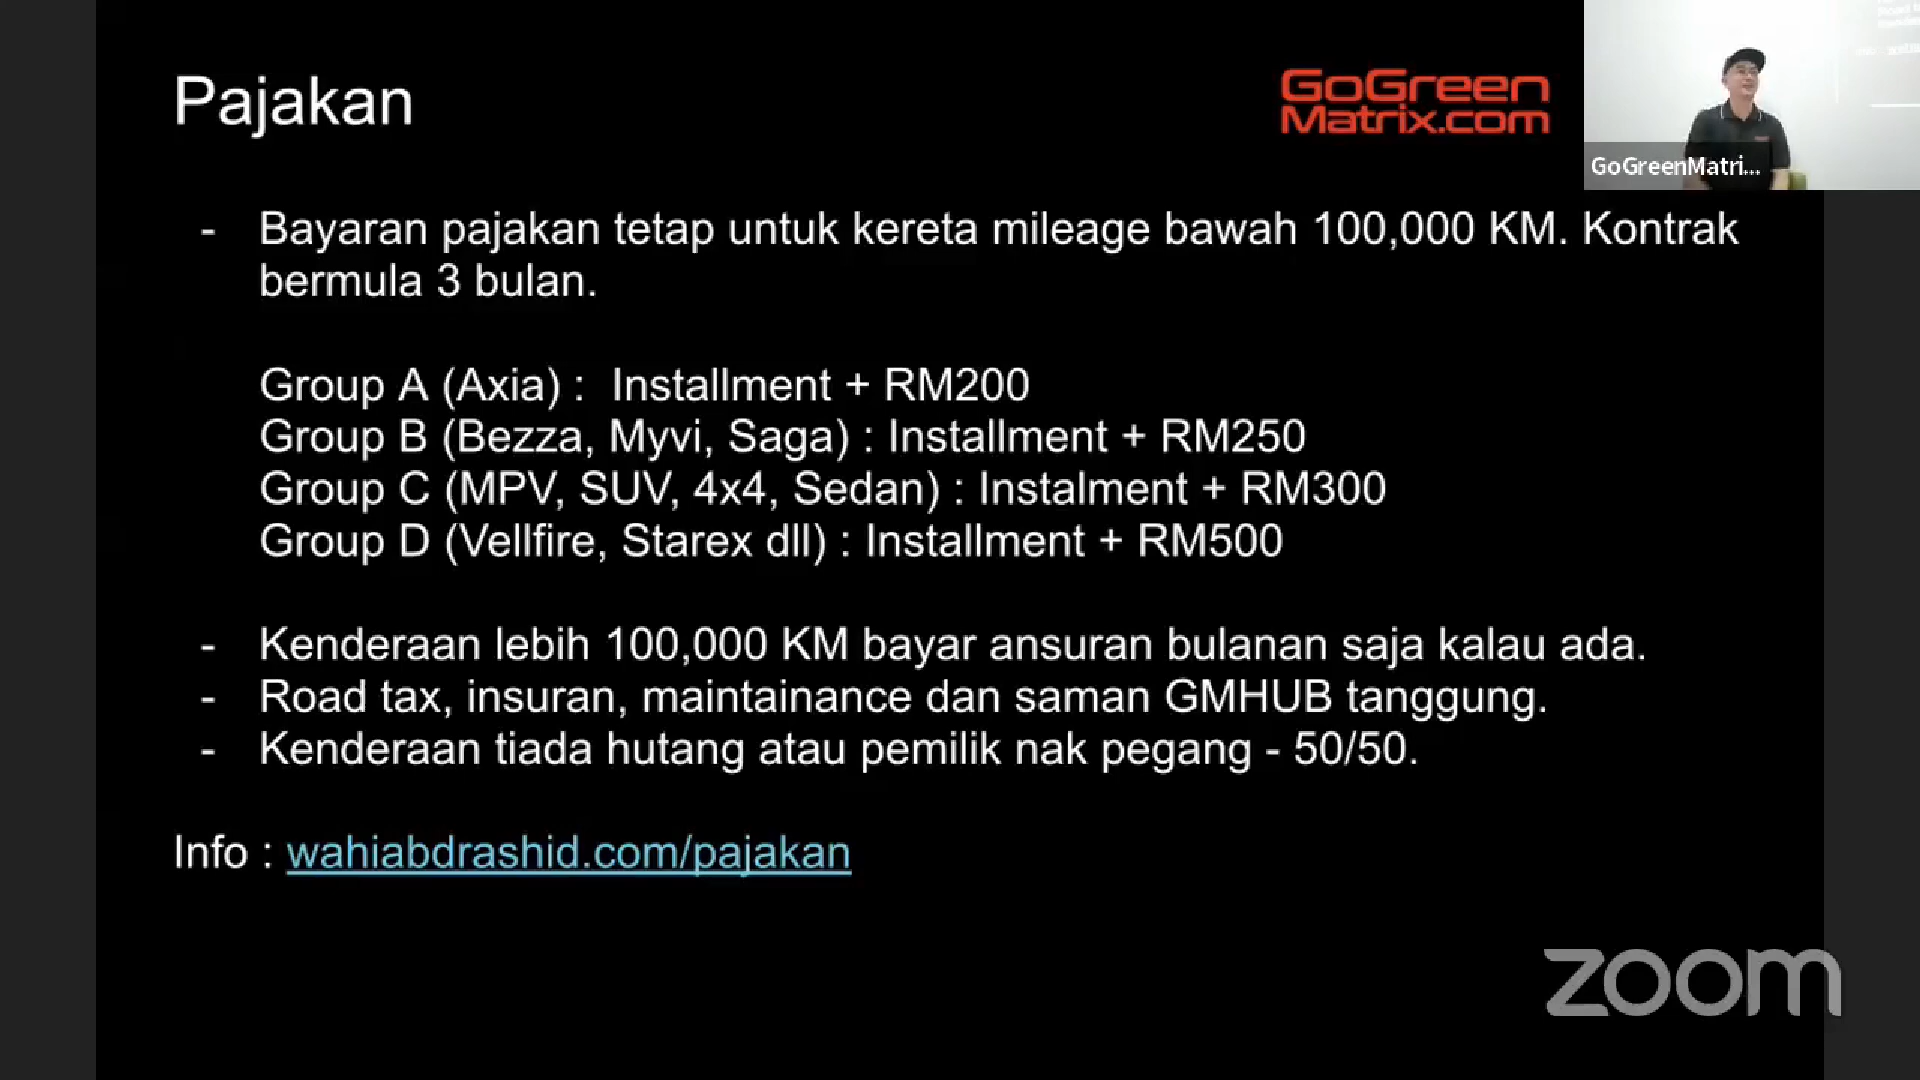 Pajakan
GoGreen
Matrix.com
GoGreenMatri...
- Bayaran pajakan tetap untuk kereta mileage bawah 100,000 KM. Kontrak
bermula 3 bulan.
Group A (Axia) :  Installment + RM200
Group B (Bezza, Myvi, Saga) : Installment + RM250
Group C (MPV, SUV, 4x4, Sedan) : Instalment + RM300
Group D (Vellfire, Starex dll) : Installment + RM500
- Kenderaan lebih 100,000 KM bayar ansuran bulanan saja kalau ada.
- Road tax, insuran, maintainance dan saman GMHUB tanggung.
- Kenderaan tiada hutang atau pemilik nak pegang - 50/50.
Info : wahiabdrashid.com/pajakan
zoom